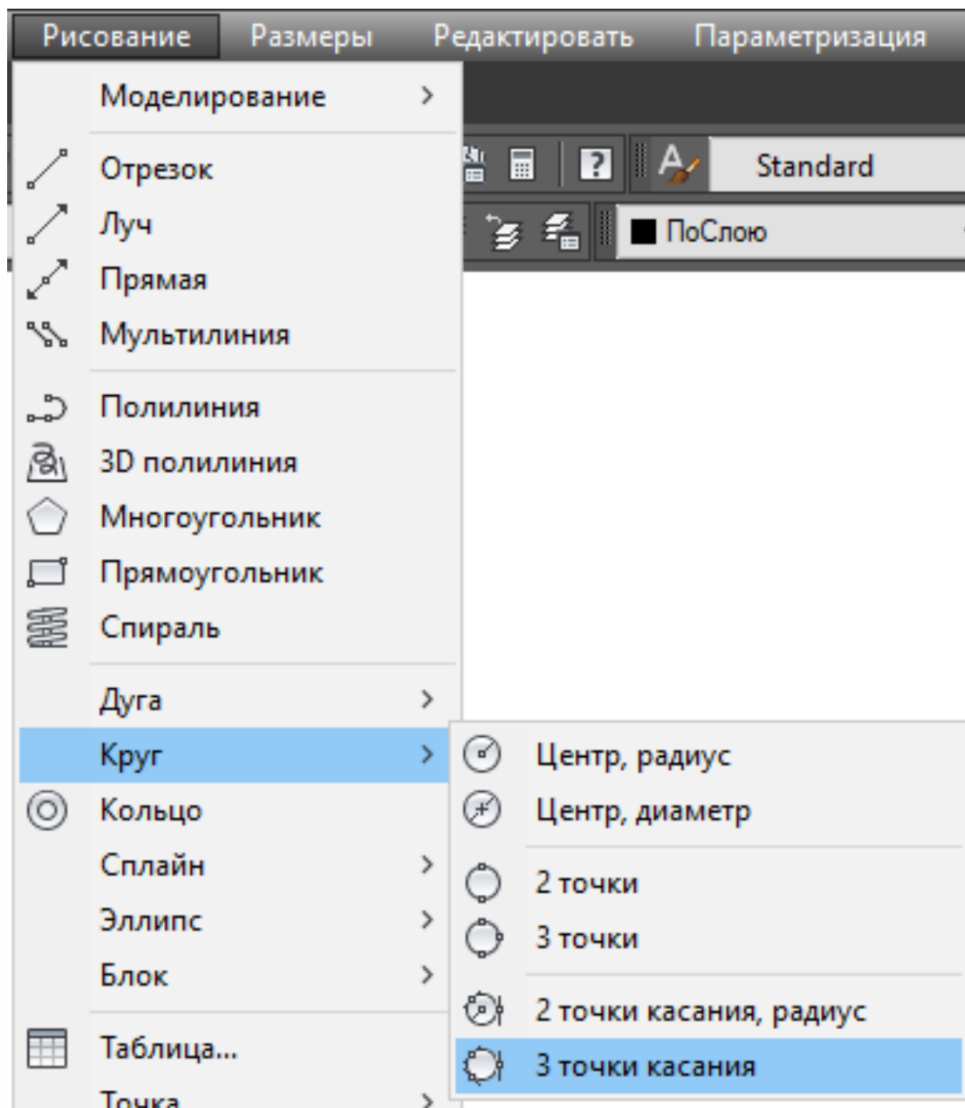 Рисование Размеры Редактировать Параметризация
Моделирование
Standard
Отрезок
Луч
ПоСлою
Прямая
Мультилиния
Полилиния
3D полилиния
Многоугольник
Прямоугольник
Спираль
Дуга
Круг
Кольцо
Сплайн
Эллипс
Блок
Таблица...
Точка
Центр, радиус
Центр, диаметр
2 точки
3 точки
2 точки касания, радиус
3 точки касания